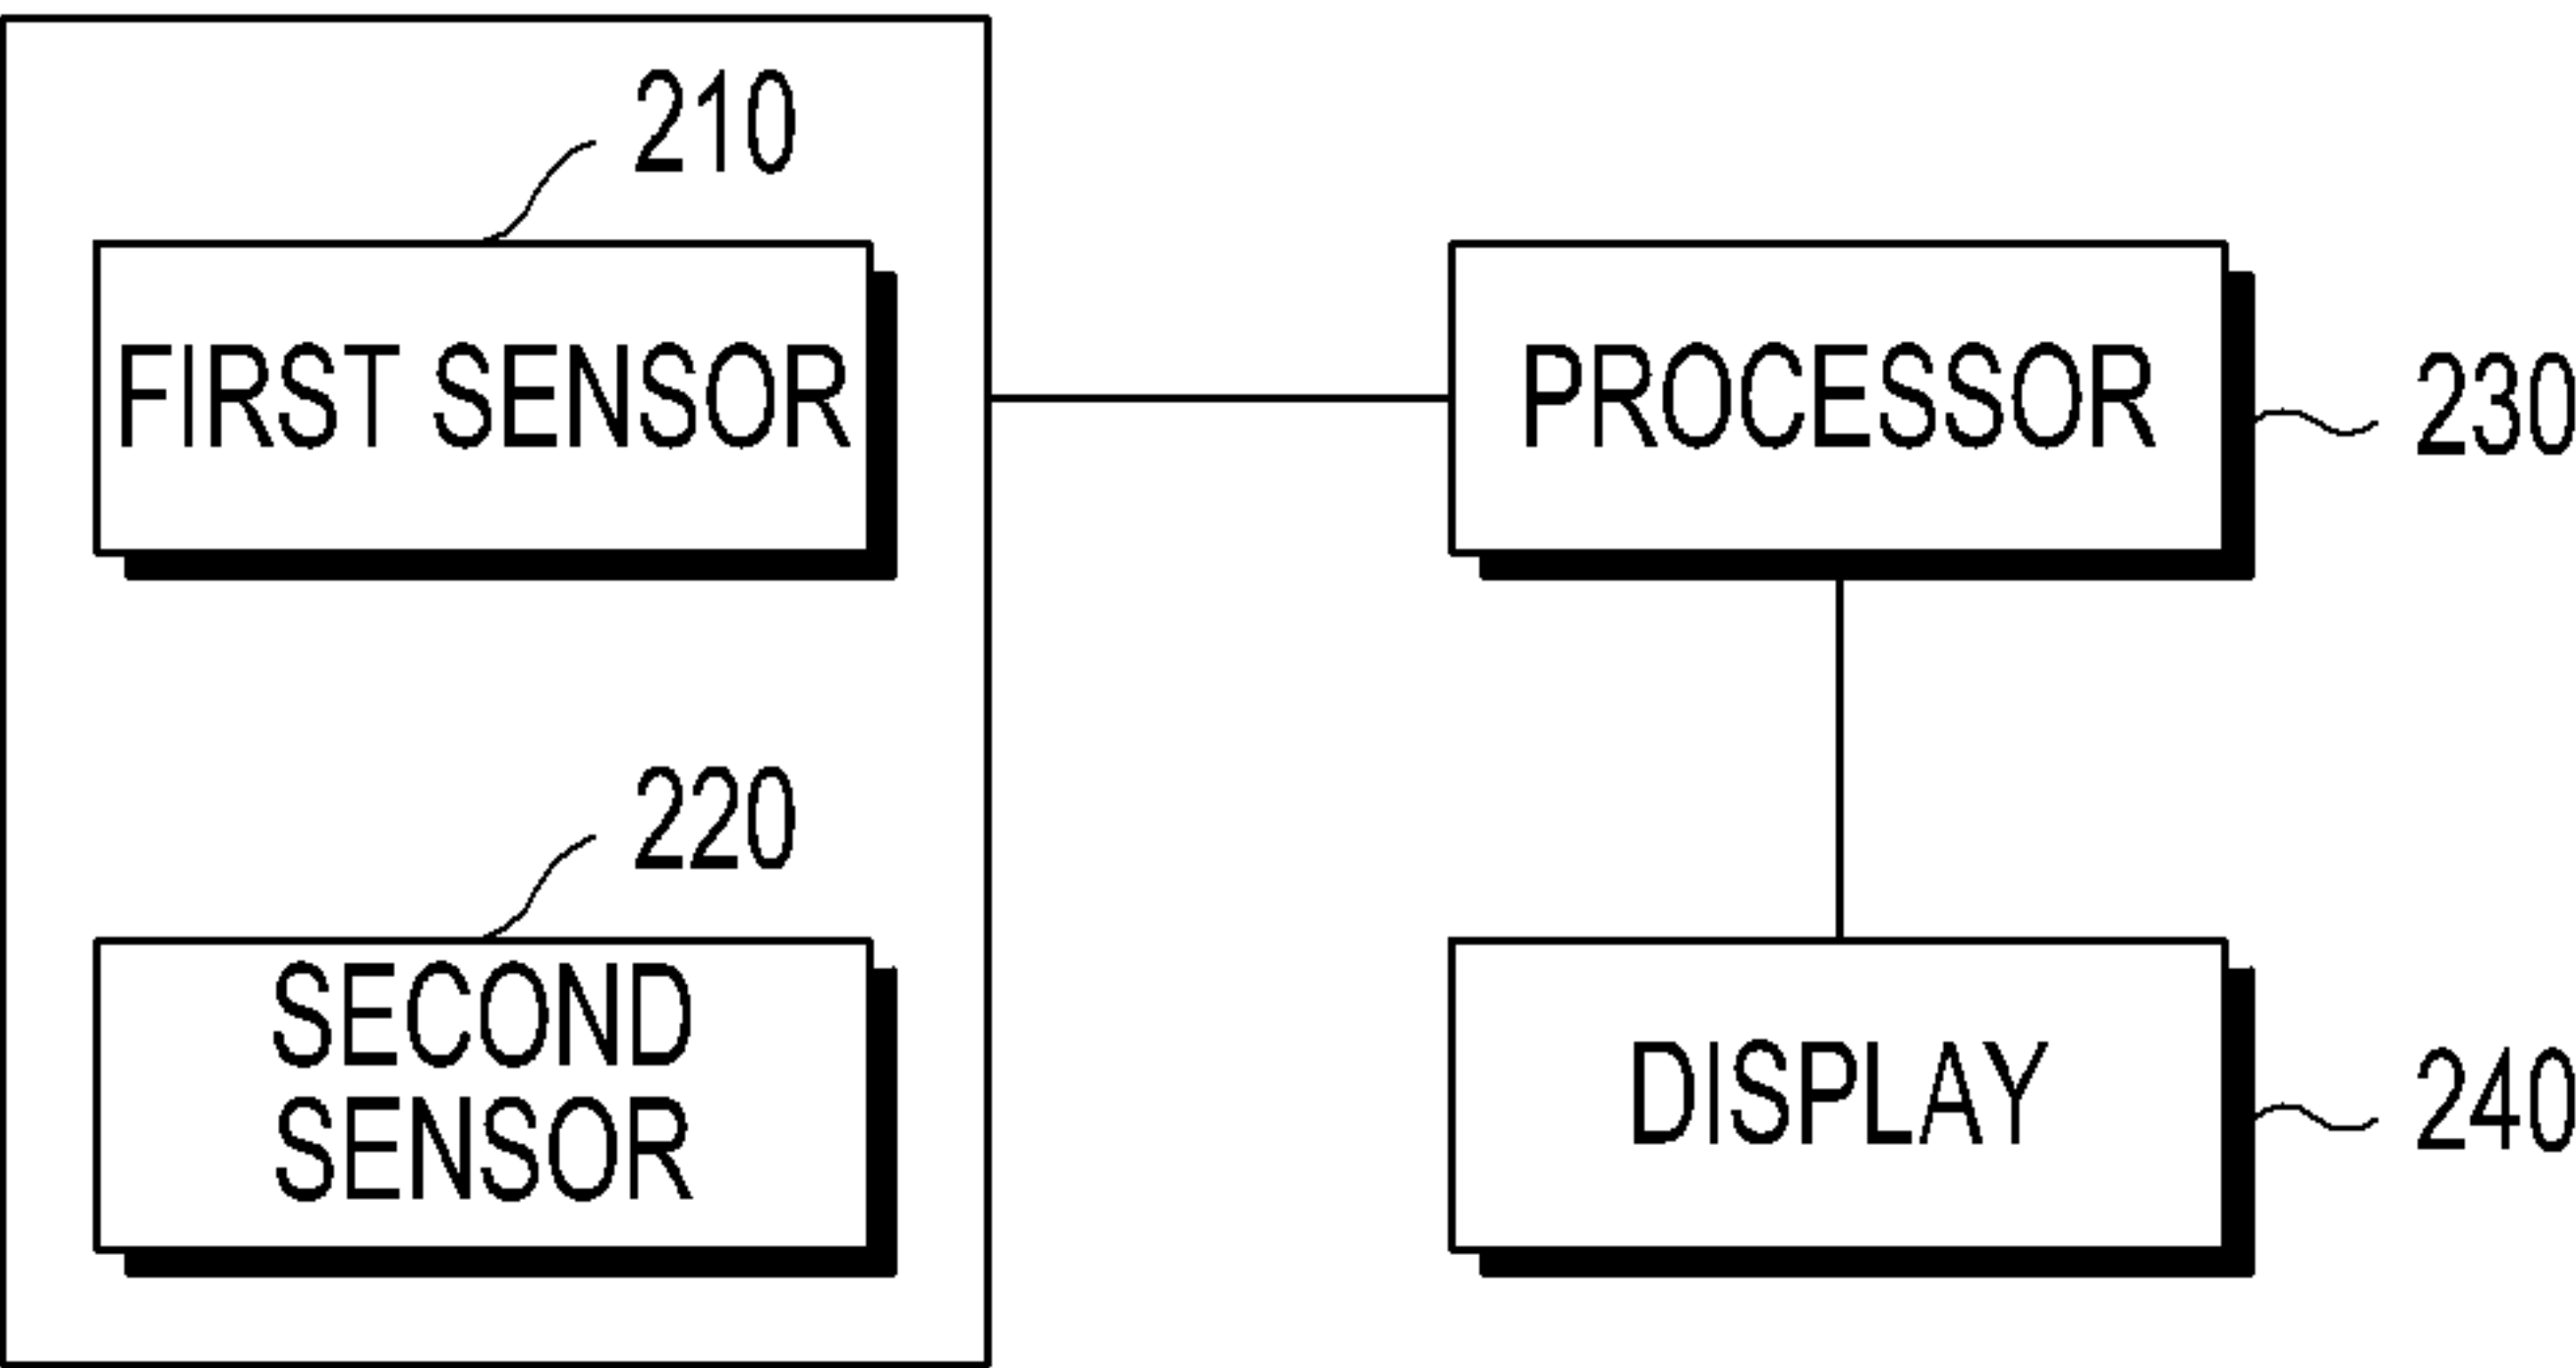 210
FIRST SENSOR
PROCESSOR
230
220
SECOND
SENSOR
DISPLAY
240